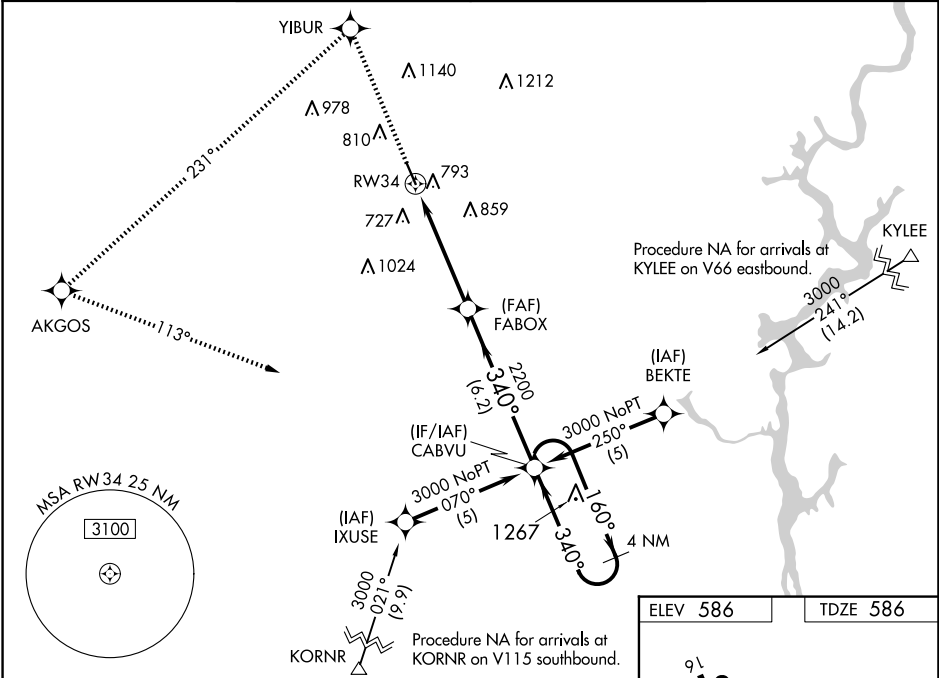 YIBUR
1140
1212
978
810
231°
RW34
793
727
859
1024
KYLEE
Procedure NA for arrivals at
KYLEE on V66 eastbound.
3000
241°
(14.2)
AKGOS
113°
(FAF)
FABOX
2200
340°
(6.2)
(IAF)
BEKTE
3000 NoPT
250°
(5)
(IF/IAF)
CABVU
3000 NoPT
070°
(5)
(IAF)
IXUSE
1267
160°
340°
4 NM
MSA RW34 25 NM
3100
3000
021°
(9.9)
KORNR
Procedure NA for arrivals at
KORNR on V115 southbound.
ELEV 586
TDZE 586
16